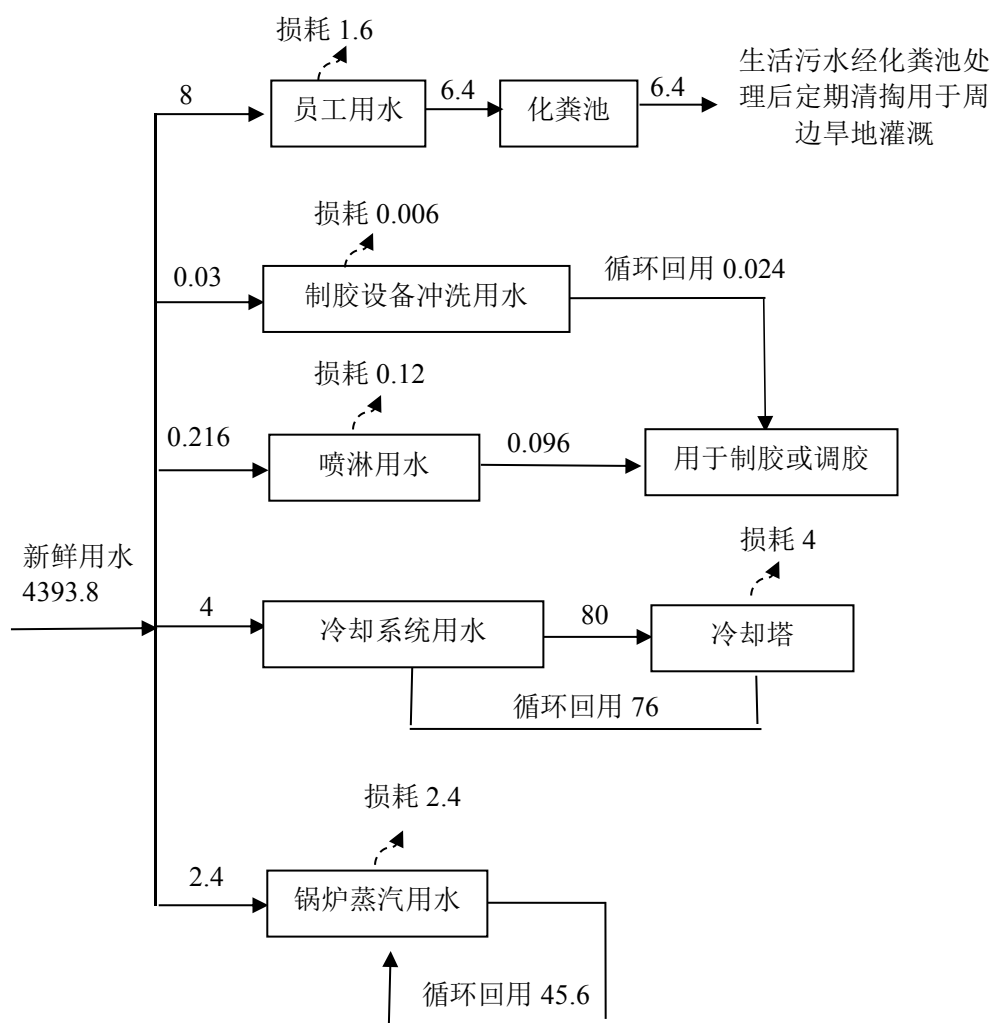 损耗 1.6
8
员工用水
6.4
化粪池
6.4
生活污水经化粪池处
理后定期清掏用于周
边旱地灌溉
损耗 0.006
0.03
制胶设备冲洗用水
循环回用 0.024
损耗 0.12
0.216
喷淋用水
0.096
用于制胶或调胶
新鲜用水
4393.8
损耗 4
4
冷却系统用水
80
冷却塔
循环回用 76
损耗 2.4
2.4
锅炉蒸汽用水
循环回用 45.6